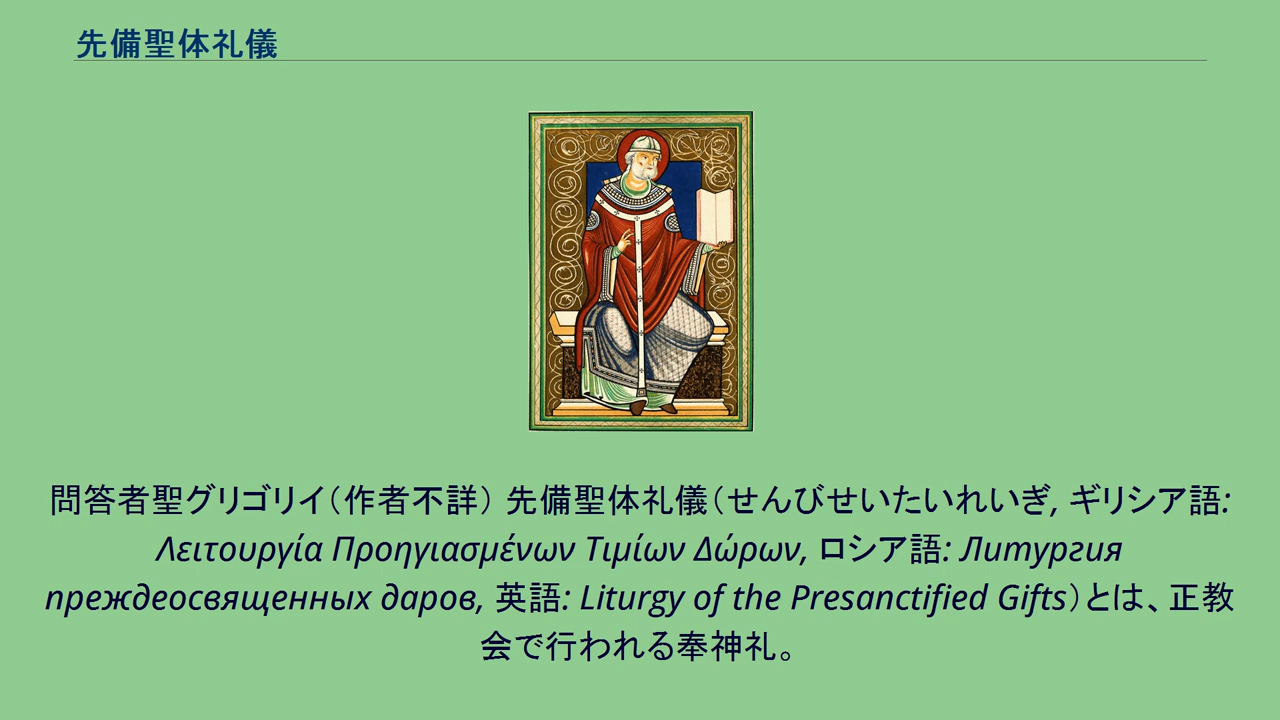 先備聖体礼儀
問答者聖グリゴリイ（作者不詳） 先備聖体礼儀（せんびせいたいれいぎ, ギリシア語:
Λειτουργία Προηγιασμένων Τιμίων Δώρων, ロシア語: Литургия
преждеосвященных даров, 英語: Liturgy of the Presanctified Gifts）とは、正教
会で行われる奉神礼。